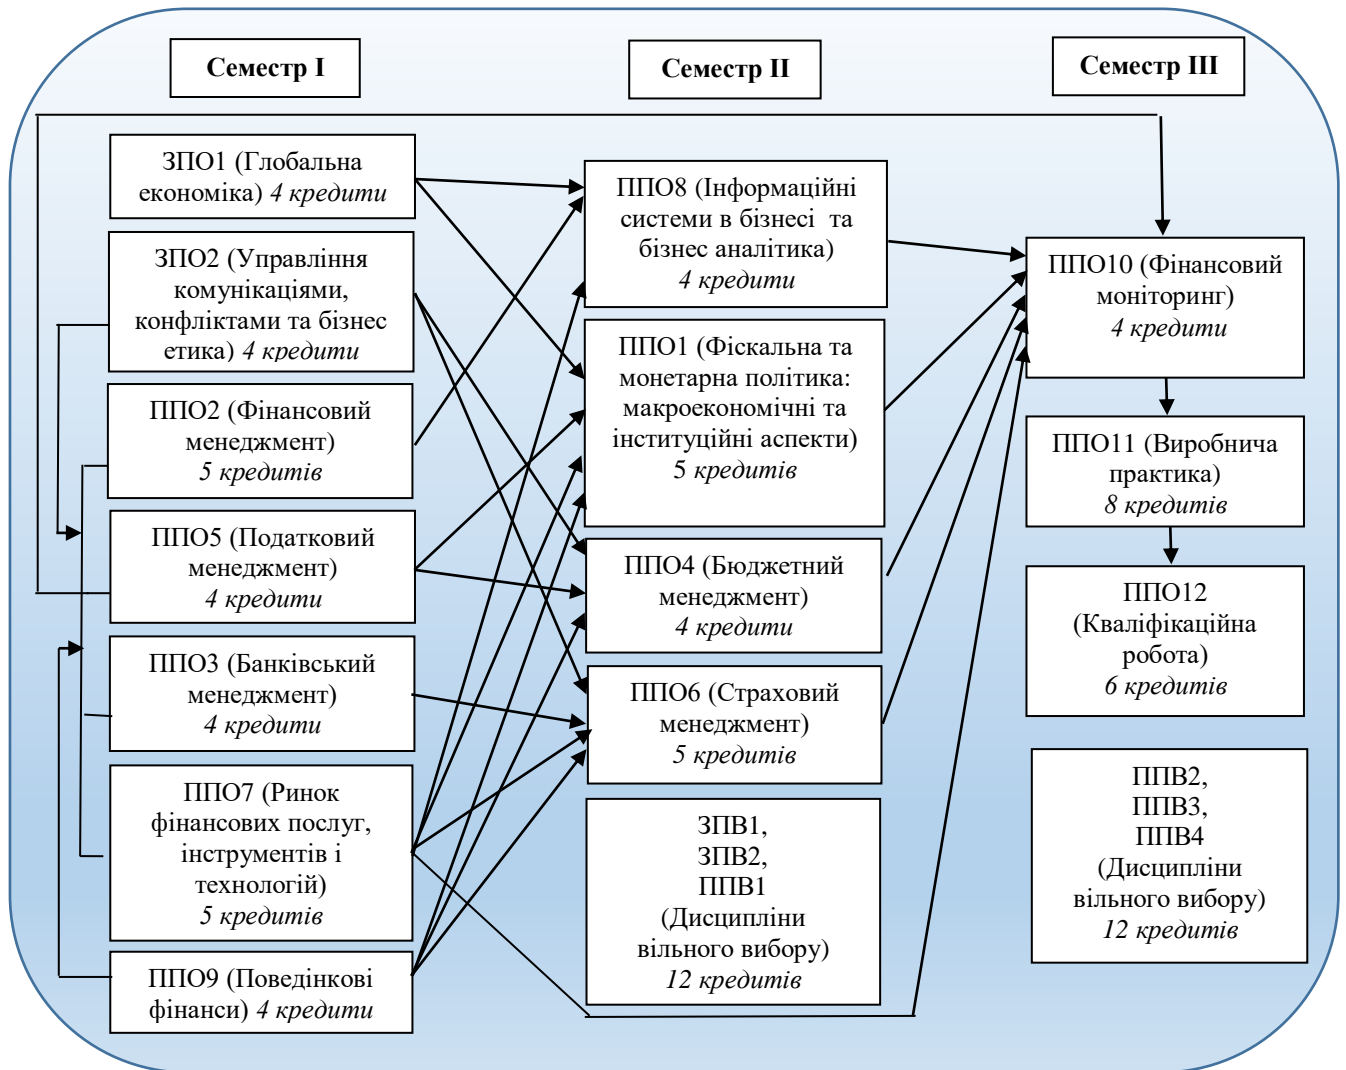 Семестр І
Семестр ІІ
Семестр ІІІ
ЗПО1 (Глобальна
економіка) 4 кредити
ЗПО2 (Управління
комунікаціями,
конфліктами та бізнес
етика) 4 кредити
ППО2 (Фінансовий
менеджмент)
5 кредитів
ППО5 (Податковий
менеджмент)
4 кредити
ППО3 (Банківський
менеджмент)
4 кредити
ППО7 (Ринок
фінансових послуг,
інструментів і
технологій)
5 кредитів
ППО9 (Поведінкові
фінанси) 4 кредити
ППО8 (Інформаційні
системи в бізнесі та
бізнес аналітика)
4 кредити
ППО1 (Фіскальна та
монетарна політика:
макроекономічні та
інституційні аспекти)
5 кредитів
ППО4 (Бюджетний
менеджмент)
4 кредити
ППО6 (Страховий
менеджмент)
5 кредитів
ЗПВ1,
ЗПВ2,
ППВ1
(Дисципліни
вільного вибору)
12 кредитів
ППО10 (Фінансовий
моніторинг)
4 кредити
ППО11 (Виробнича
практика)
8 кредитів
ППО12
(Кваліфікаційна
робота)
6 кредитів
ППВ2,
ППВ3,
ППВ4
(Дисципліни
вільного вибору)
12 кредитів